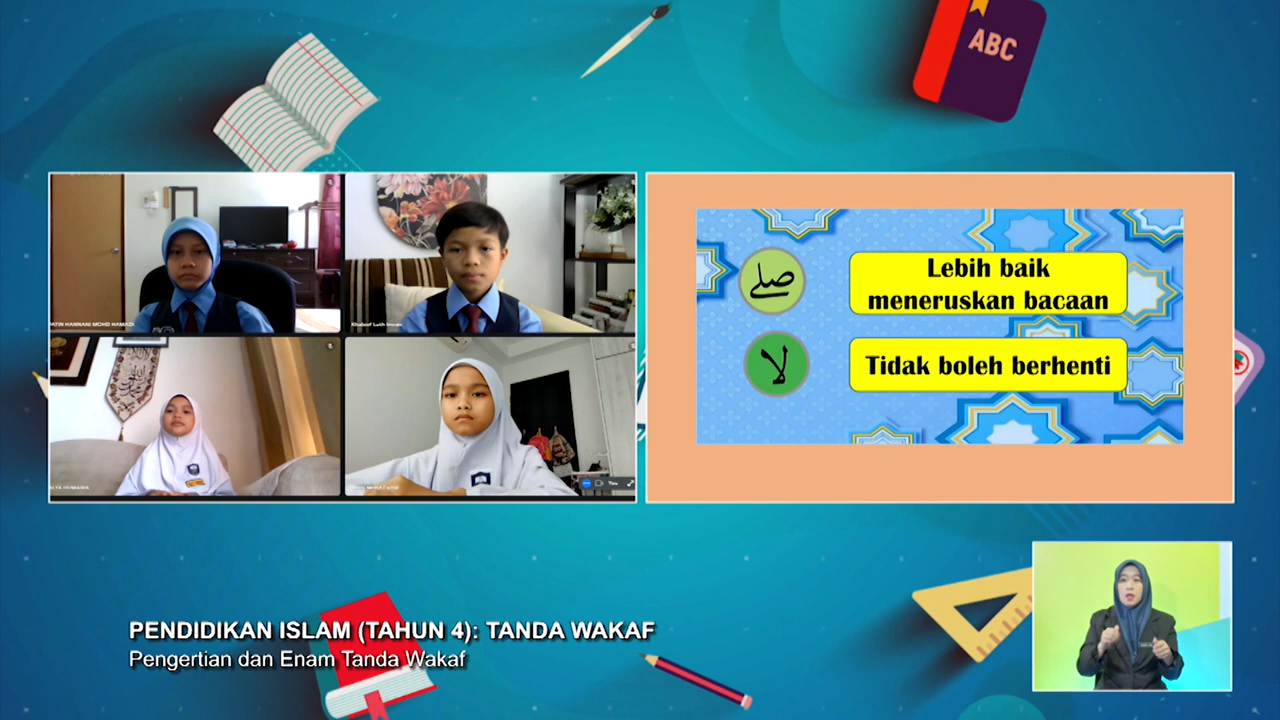 ABC
صلے
Lebih baik
meneruskan bacaan
لا
Tidak boleh berhenti
PENDIDIKAN ISLAM (TAHUN 4): TANDA WAKAF
Pengertian dan Enam Tanda Wakaf